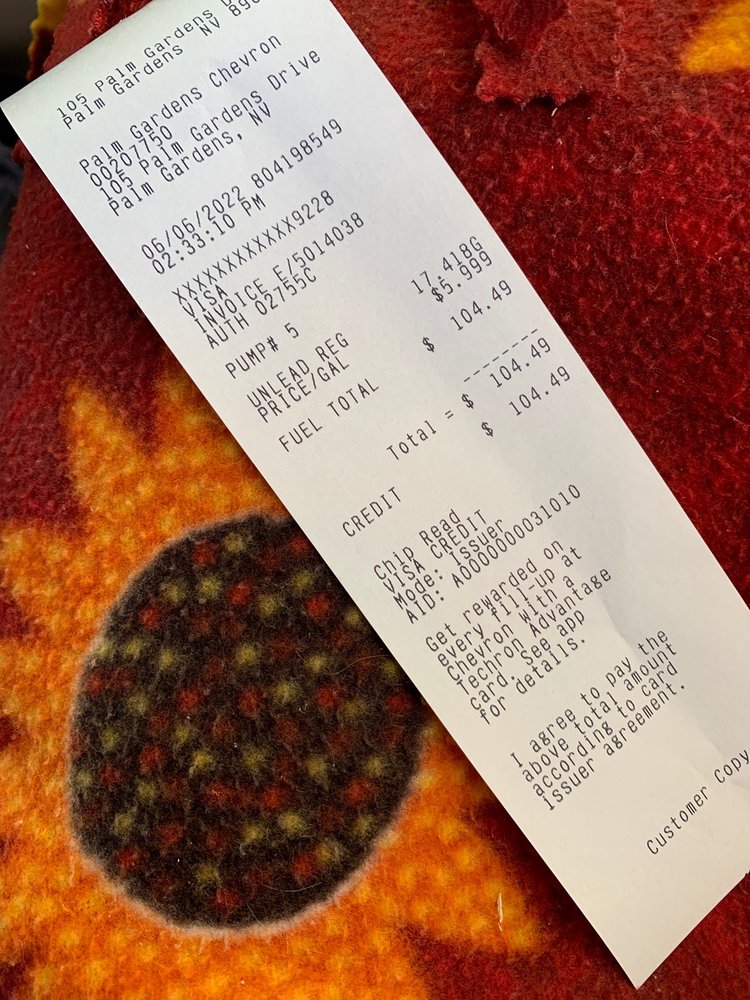 105 Palm Gardens D
Palm Gardens NV 890
Palm Gardens Chevron
00207750
105 Palm Gardens Drive
Palm Gardens, NV
06/06/2022 804198549
02:33:10 PM
XXXXXXXXXXXX9228
VISA
INVOICE E/5014038
AUTH 02755C
PUMP# 5
UNLEAD REG 17.418G
PRICE/GAL $5.999
FUEL TOTAL $ 104.49
--------
Total = $ 104.49
CREDIT $ 104.49
Chip Read
VISA CREDIT
Mode: Issuer
AID: A0000000031010
Get rewarded on
every fill-up at
Chevron with a
Techron Advantage
card. See app
for details.
I agree to pay the
above total amount
according to card
issuer agreement.
Customer Copy